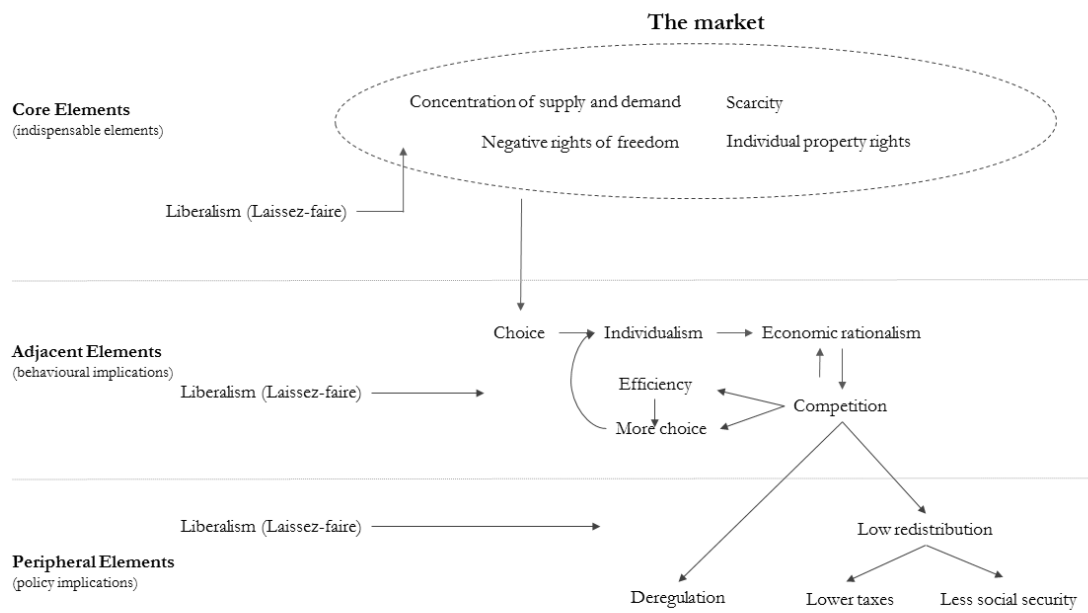 The market
Core Elements
(indispensable elements)
Concentration of supply and demand
Scarcity
Negative rights of freedom
Individual property rights
Liberalism (Laissez-faire)
Choice
Individualism
Economic rationalism
Adjacent Elements
(behavioural implications)
Liberalism (Laissez-faire)
Efficiency
Competition
More choice
Liberalism (Laissez-faire)
Low redistribution
Peripheral Elements
(policy implications)
Deregulation
Lower taxes
Less social security